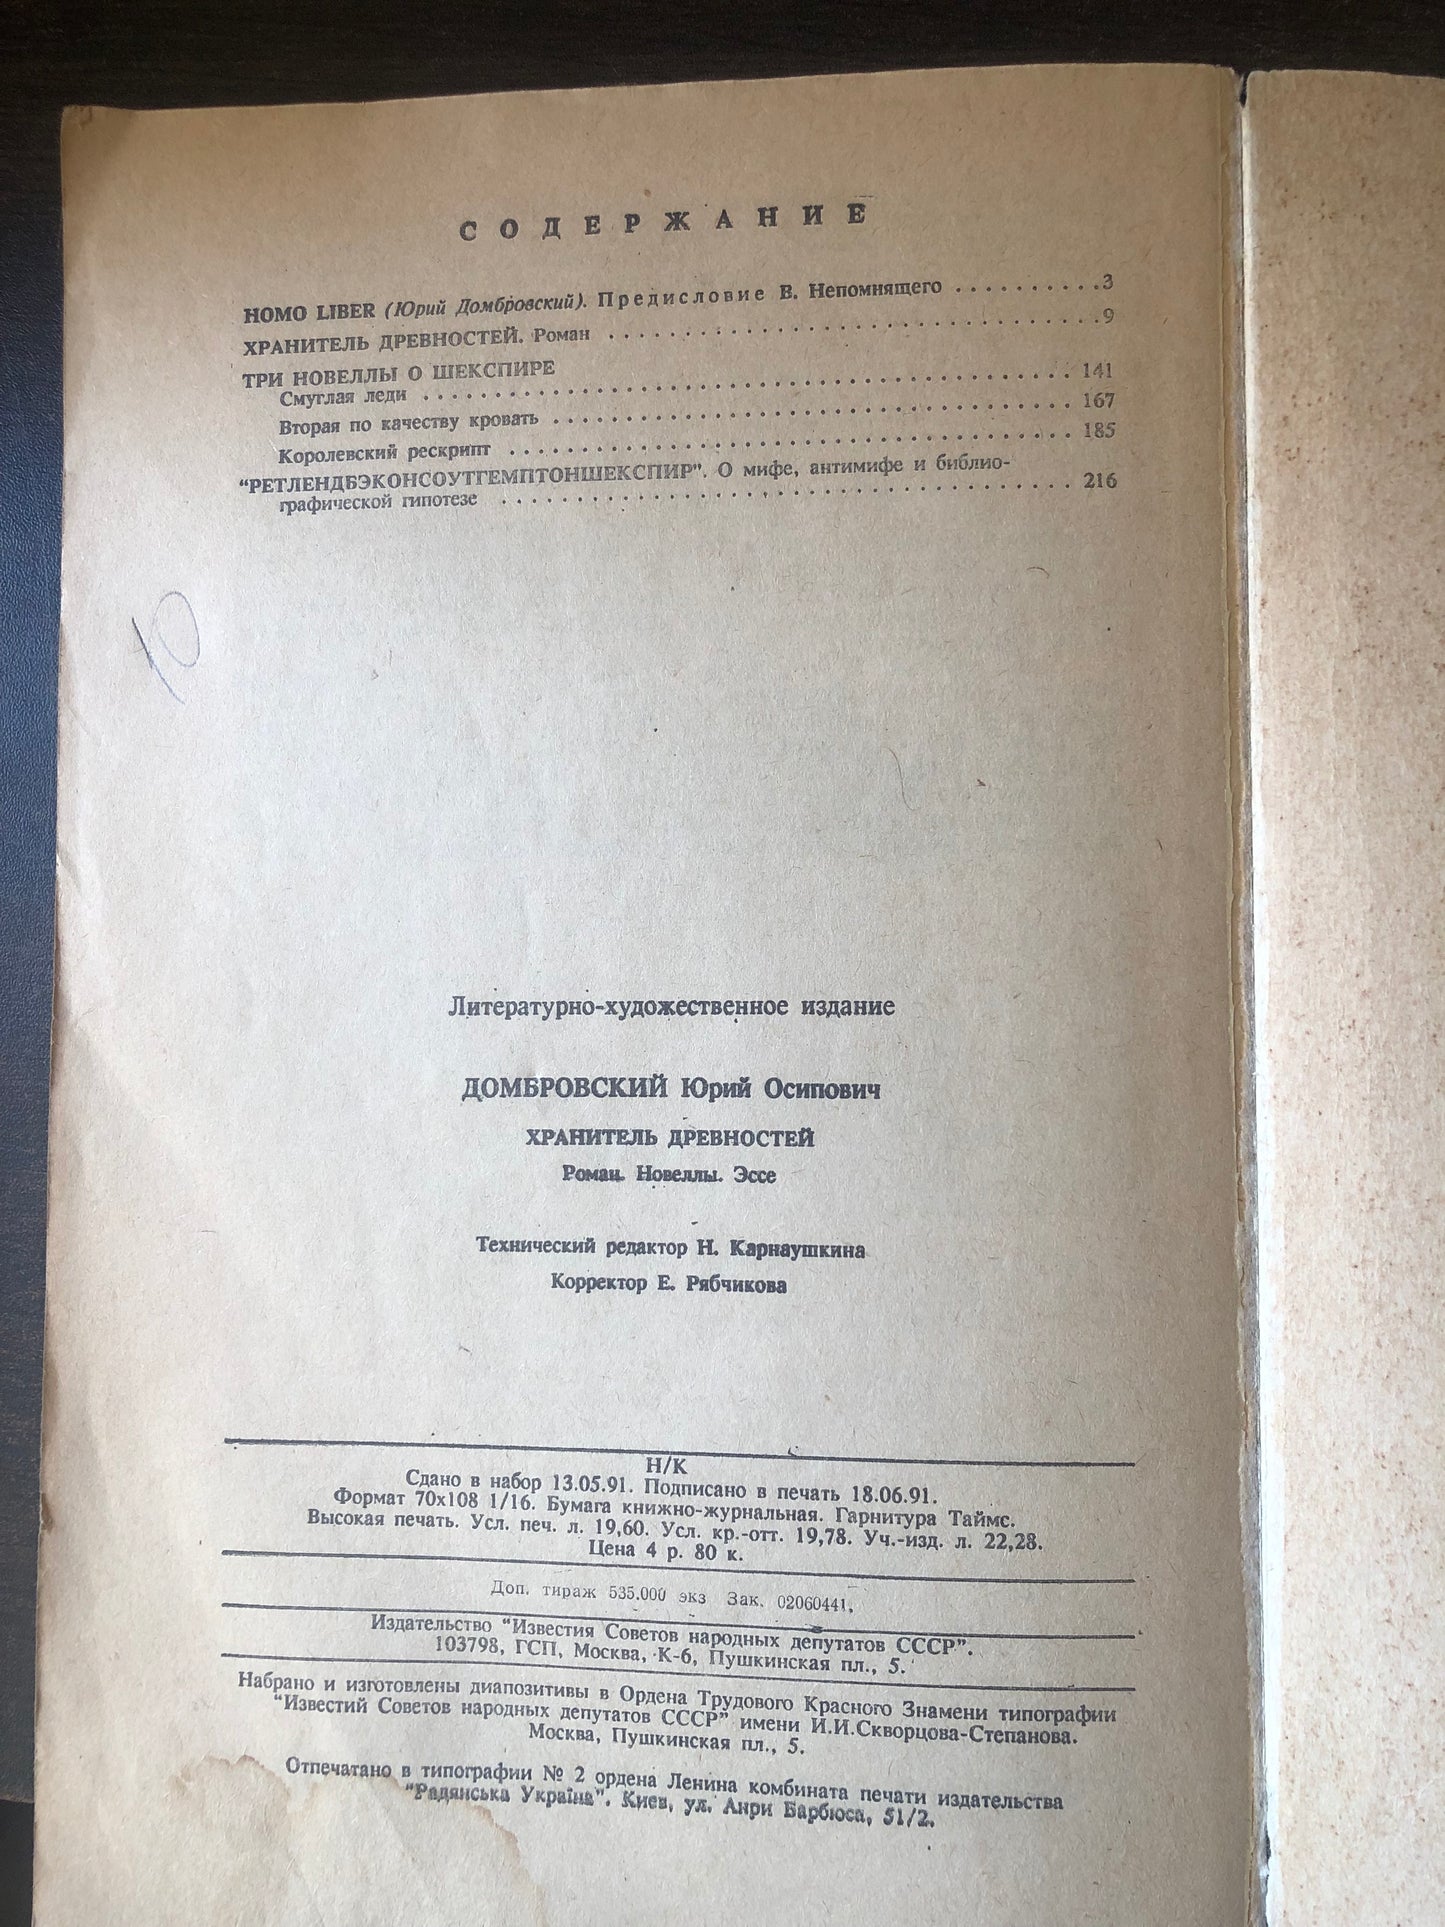 СОДЕРЖАНИЕ
HOMO LIBER (Юрий Домбровский). Предисловие В. Непомнящего . . . . . . . . . . 3
ХРАНИТЕЛЬ ДРЕВНОСТЕЙ. Роман . . . . . . . . . . . . . . . . . . . . . . . . . . . . . . 9
ТРИ НОВЕЛЛЫ О ШЕКСПИРЕ
Смуглая леди . . . . . . . . . . . . . . . . . . . . . . . . . . . . . . . . . . . . . . . 141
Вторая по качеству кровать . . . . . . . . . . . . . . . . . . . . . . . . . . . . . . . 167
Королевский рескрипт . . . . . . . . . . . . . . . . . . . . . . . . . . . . . . . . . . 185
“РЕТЛЕНДБЭКОНСОУТГЕМПТОНШЕКСПИР”. О мифе, антимифе и библио-
графической гипотезе . . . . . . . . . . . . . . . . . . . . . . . . . . . . . . . . . . 216
10
Литературно-художественное издание
ДОМБРОВСКИЙ Юрий Осипович
ХРАНИТЕЛЬ ДРЕВНОСТЕЙ
Роман. Новеллы. Эссе
Технический редактор Н. Карнаушкина
Корректор Е. Рябчикова
Н/К
Сдано в набор 13.05.91. Подписано в печать 18.06.91.
Формат 70х108 1/16. Бумага книжно-журнальная. Гарнитура Таймс.
Высокая печать. Усл. печ. л. 19,60. Усл. кр.-отт. 19,78. Уч.-изд. л. 22,28.
Цена 4 р. 80 к.
Доп. тираж 535.000 экз Зак. 02060441.
Издательство “Известия Советов народных депутатов СССР”.
103798, ГСП, Москва, К-6, Пушкинская пл., 5.
Набрано и изготовлены диапозитивы в Ордена Трудового Красного Знамени типографии
“Известий Советов народных депутатов СССР” имени И.И.Скворцова-Степанова.
Москва, Пушкинская пл., 5.
Отпечатано в типографии № 2 ордена Ленина комбината печати издательства
“Радянська Україна”. Киев, ул. Анри Барбюса, 51/2.